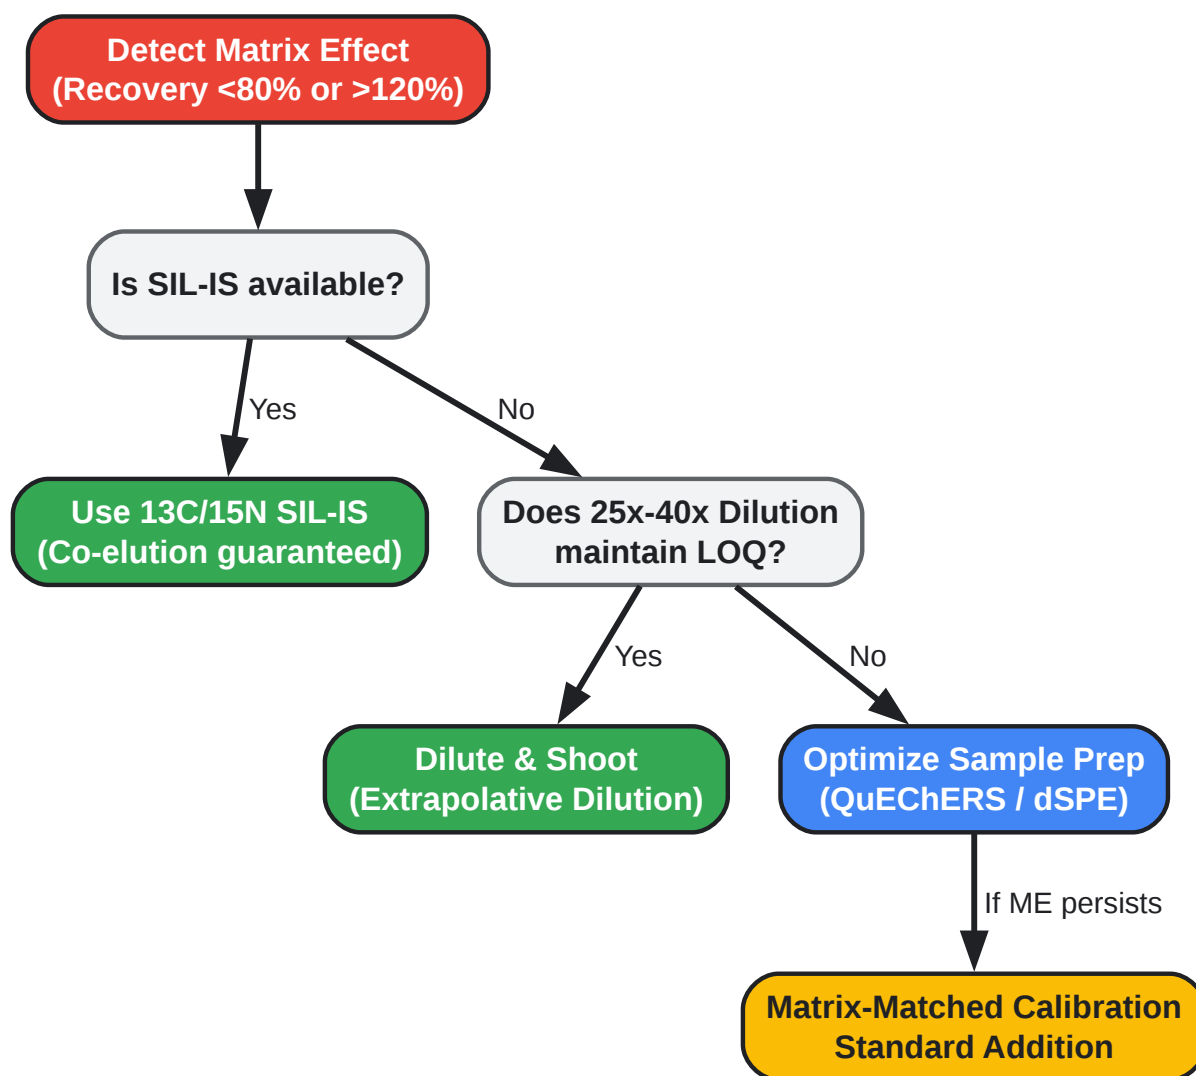 Detect Matrix Effect
(Recovery <80% or >120%)
Is SIL-IS available?
Yes
No
Use 13C/15N SIL-IS
(Co-elution guaranteed)
Does 25x-40x Dilution
maintain LOQ?
Yes
No
Dilute & Shoot
(Extrapolative Dilution)
Optimize Sample Prep
(QuEChERS / dSPE)
If ME persists
Matrix-Matched Calibration
Standard Addition